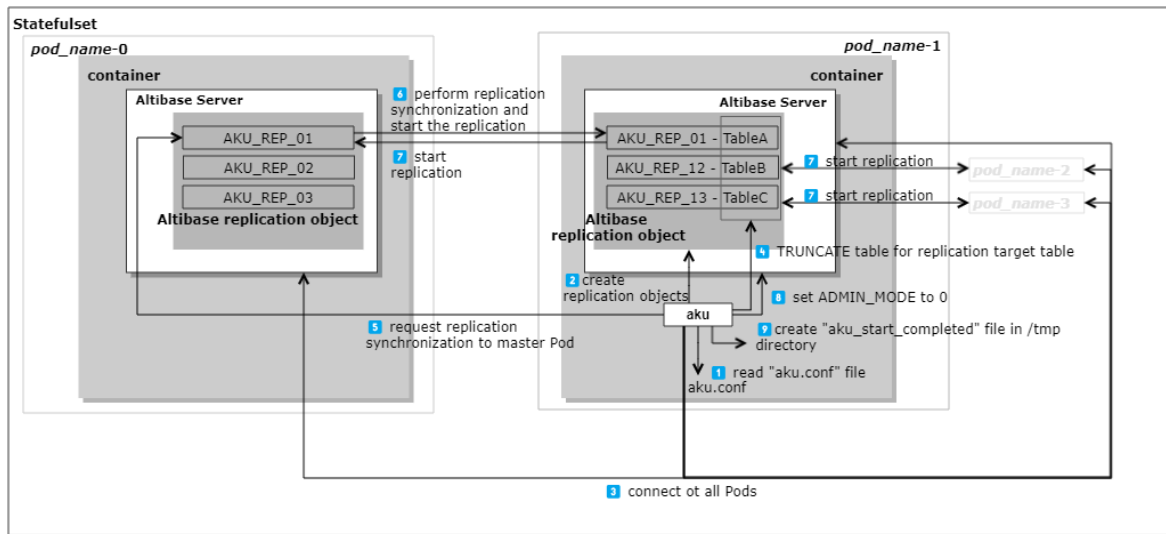 Statefulset
pod_name-0
container
Altibase Server
AKU_REP_01
AKU_REP_02
AKU_REP_03
Altibase replication object
6 perform replication
synchronization and
start the replication
7 start
replication
pod_name-1
container
Altibase Server
AKU_REP_01 - TableA
AKU_REP_12 - TableB
AKU_REP_13 - TableC
Altibase
replication object
7 start replication
7 start replication
pod_name-2
pod_name-3
4 TRUNCATE table for replication target table
2 create
replication objects
8 set ADMIN_MODE to 0
aku
5 request replication
synchronization to master Pod
9 create "aku_start_completed" file in /tmp
directory
1 read "aku.conf" file
aku.conf
3 connect ot all Pods